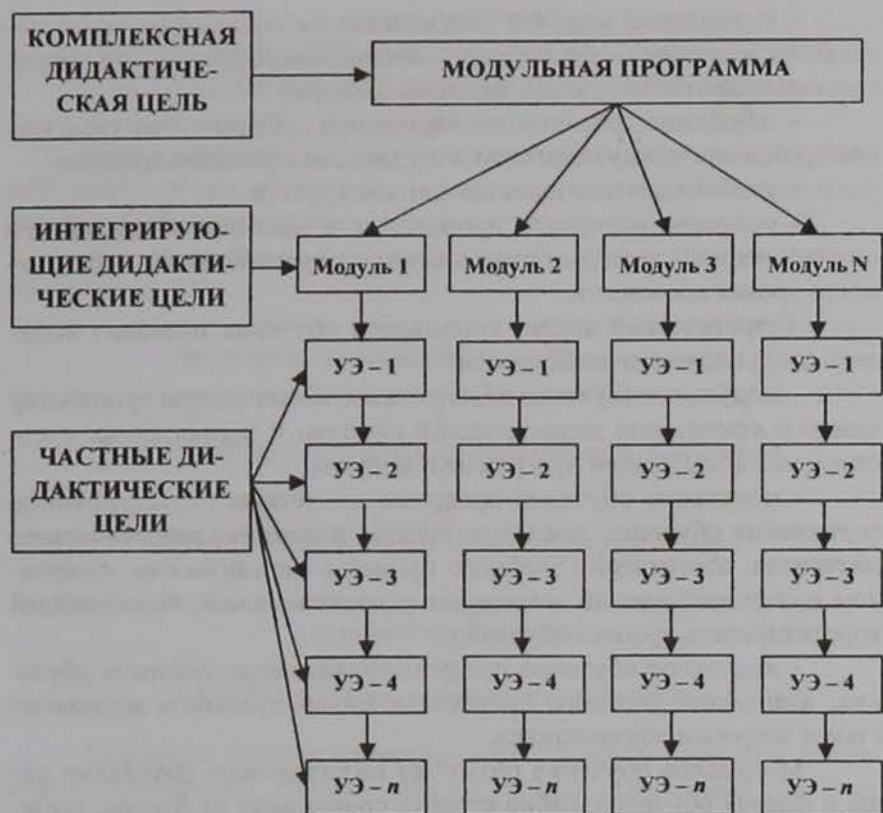 КОМПЛЕКСНАЯ
ДИДАКТИЧЕ-
СКАЯ ЦЕЛЬ
МОДУЛЬНАЯ ПРОГРАММА
ИНТЕГРИРУЮ-
ЩИЕ ДИДАКТИ-
ЧЕСКИЕ ЦЕЛИ
Модуль 1
Модуль 2
Модуль 3
Модуль N
УЭ – 1
УЭ – 1
УЭ – 1
УЭ – 1
ЧАСТНЫЕ ДИ-
ДАКТИЧЕСКИЕ
ЦЕЛИ
УЭ – 2
УЭ – 2
УЭ – 2
УЭ – 2
УЭ – 3
УЭ – 3
УЭ – 3
УЭ – 3
УЭ – 4
УЭ – 4
УЭ – 4
УЭ – 4
УЭ – n
УЭ – n
УЭ – n
УЭ – n